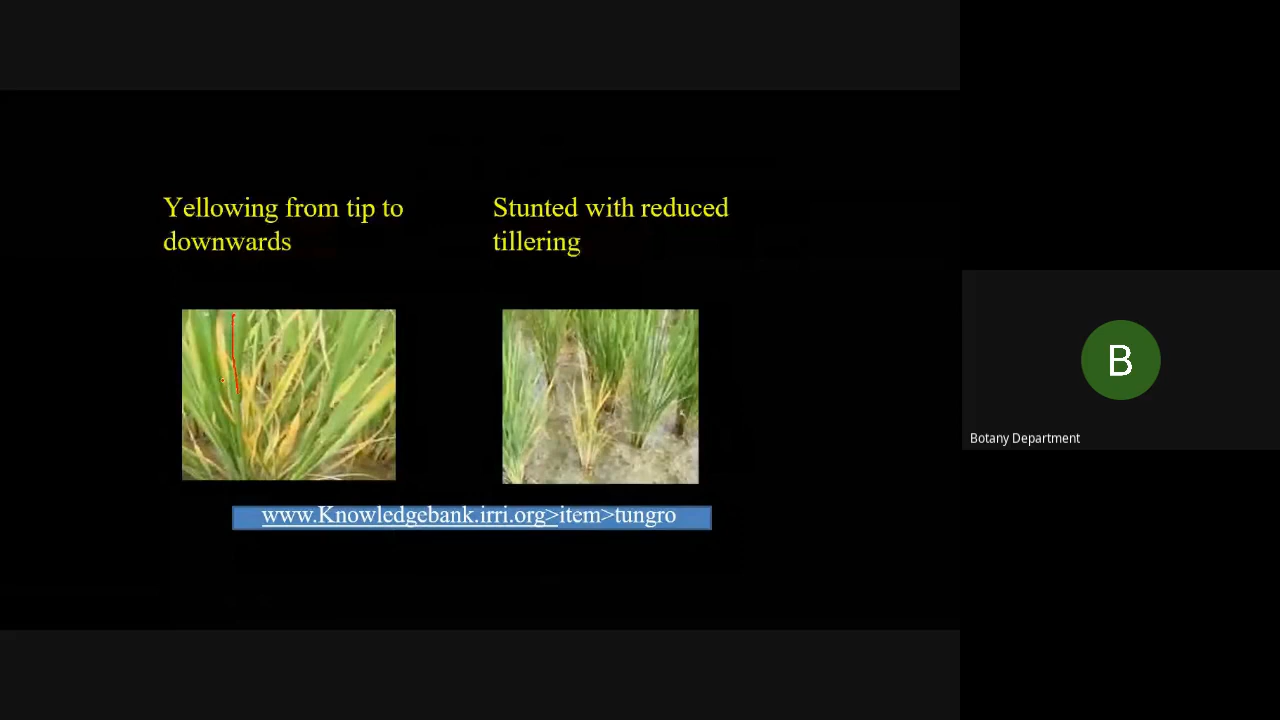 Yellowing from tip to
downwards
Stunted with reduced
tillering
www.Knowledgebank.irri.org>item>tungro
B
Botany Department